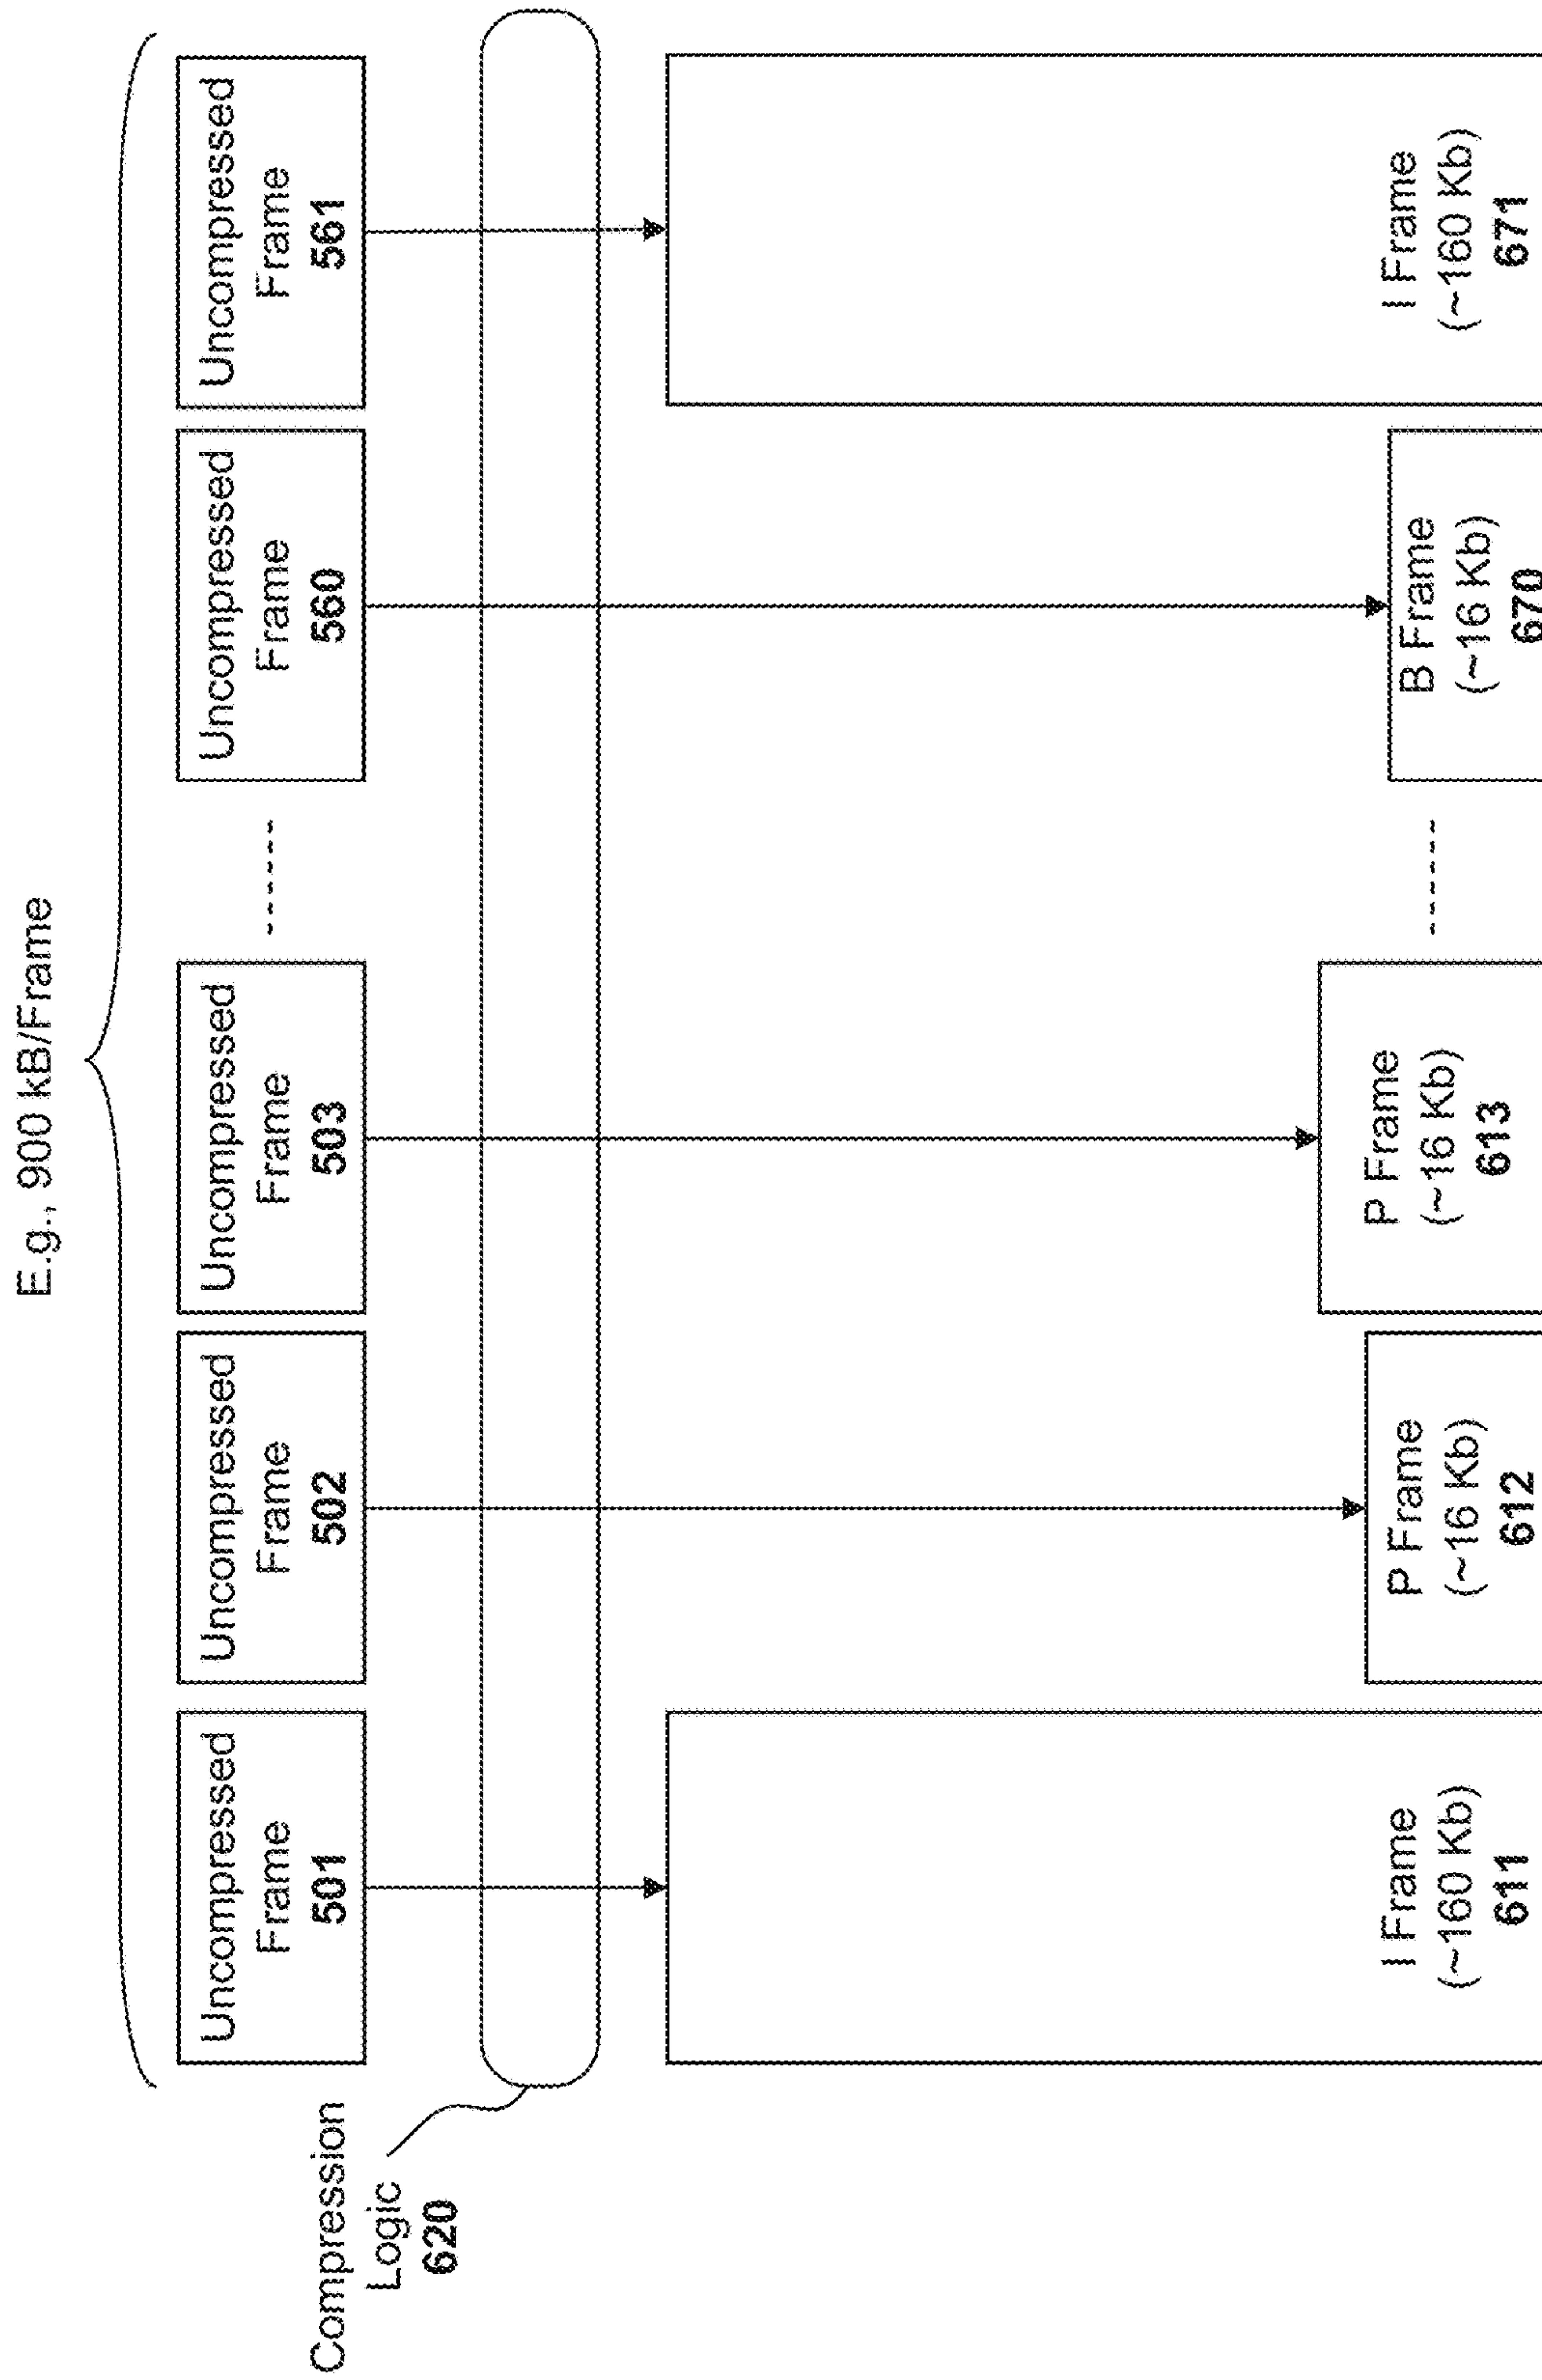 E.g., 900 kB/Frame
Uncompressed
Frame
501
Uncompressed
Frame
502
Uncompressed
Frame
503
Uncompressed
Frame
560
Uncompressed
Frame
561
Compression
Logic
620
I Frame
(~160 Kb)
611
P Frame
(~16 Kb)
612
P Frame
(~16 Kb)
613
B Frame
(~16 Kb)
670
I Frame
(~160 Kb)
671